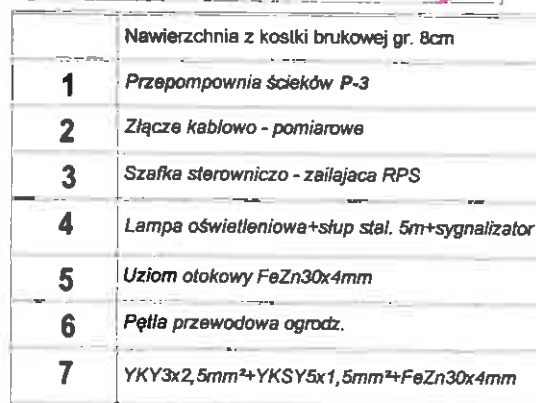 Nawierzchnia z kostki brukowej gr. 8cm
1 Przepompownia ścieków P-3
2 Złącze kablowo - pomiarowe
3 Szafka sterowniczo - zailajaca RPS
4 Lampa oświetleniowa+słup stal. 5m+sygnalizator
5 Uziom otokowy FeZn30x4mm
6 Pętla przewodowa ogrodz.
7 YKY3x2,5mm²+YKSY5x1,5mm²+FeZn30x4mm